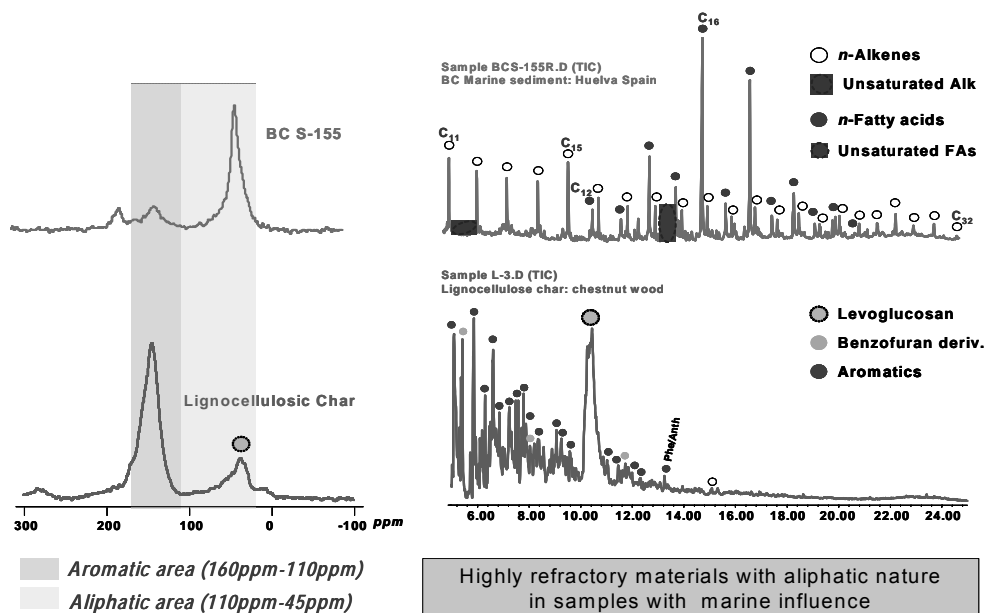 BC S-155
Lignocellulosic Char
300
200
100
0
-100
ppm
Aromatic area (160ppm-110ppm)
Aliphatic area (110ppm-45ppm)
Sample BCS-155R.D (TIC)
BC Marine sediment: Huelva Spain
C11
C15
C12
C16
C32
n-Alkenes
Unsaturated Alk
n-Fatty acids
Unsaturated FAs
Sample L-3.D (TIC)
Lignocellulose char: chestnut wood
Levoglucosan
Benzofuran deriv.
Aromatics
Phe/Anth
6.00
8.00
10.00
12.00
14.00
16.00
18.00
20.00
22.00
24.00
Highly refractory materials with aliphatic nature
in samples with marine influence